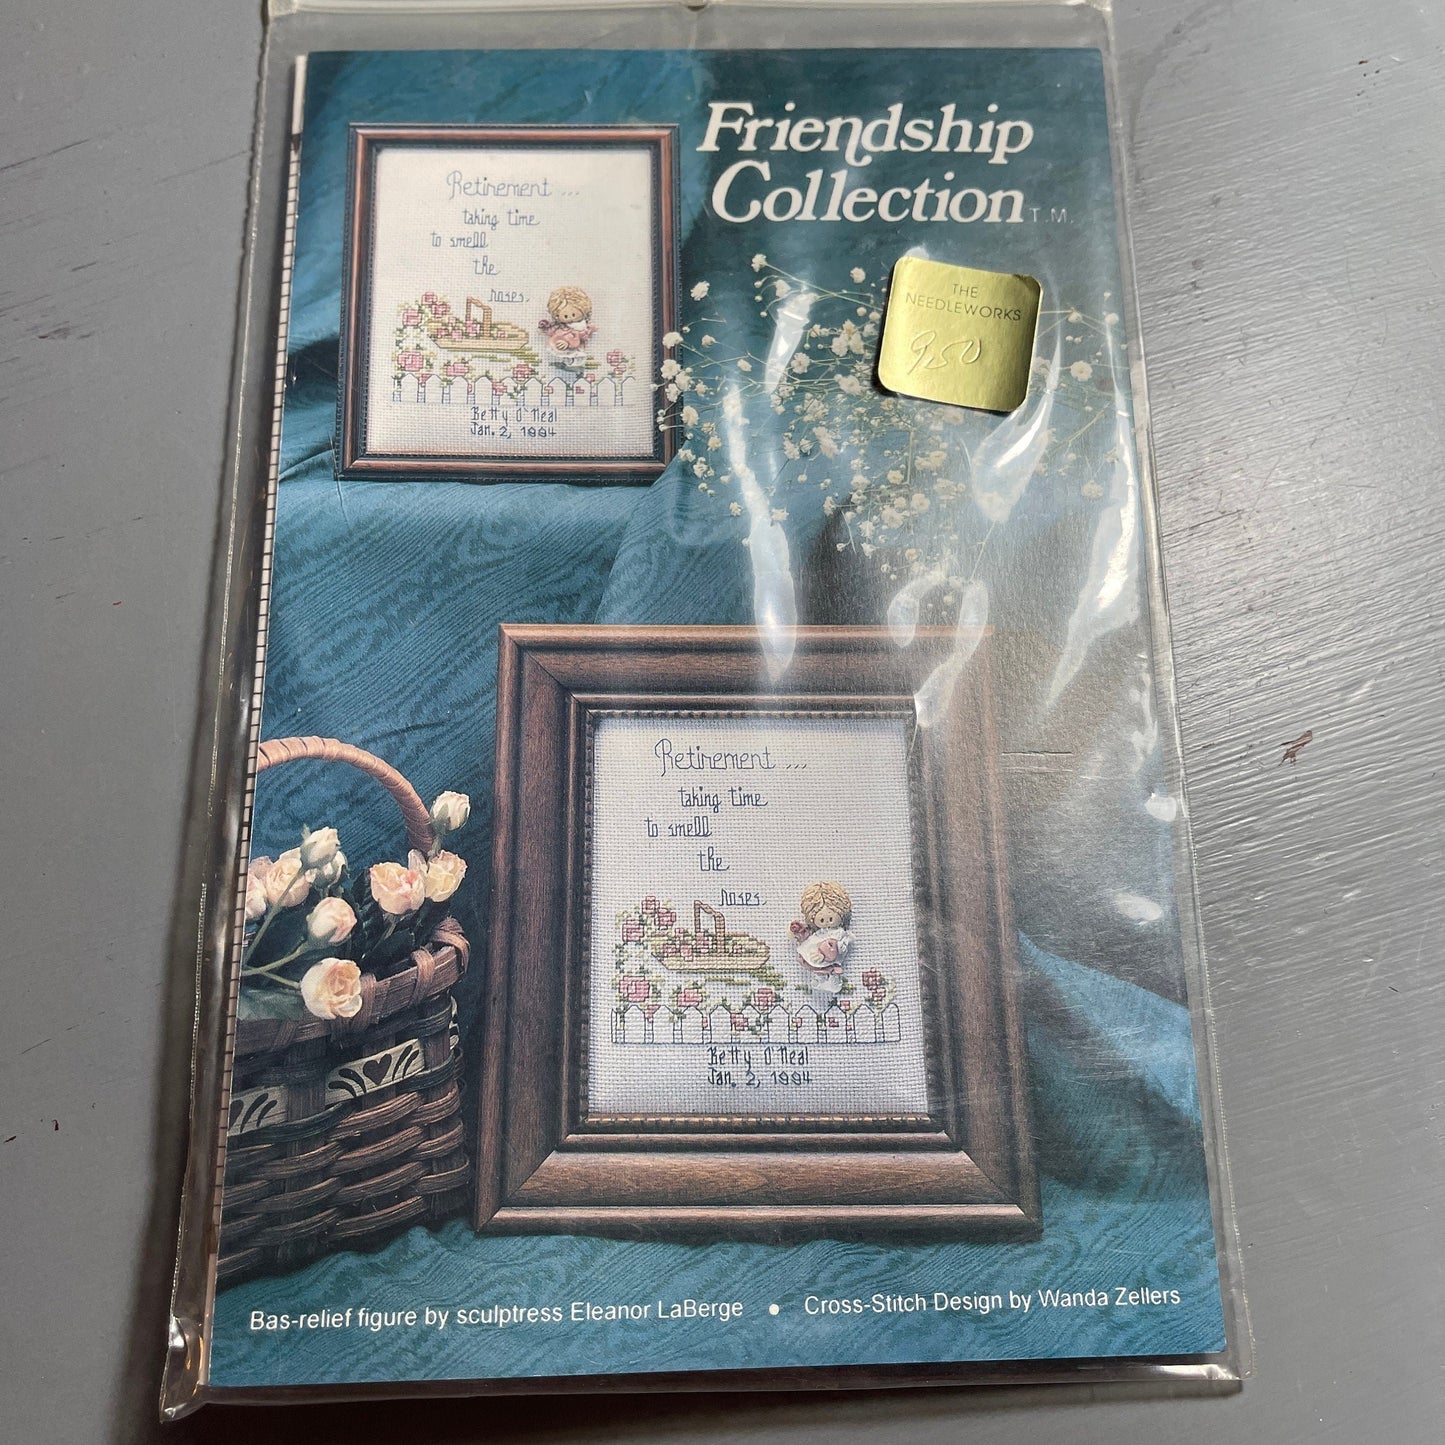 Friendship
Collection T.M.
THE
NEEDLEWORKS
9.50
Retirement ...
taking time
to smell
the
roses.
Betty O'Neal
Jan. 2, 1994
Retirement ...
taking time
to smell
the
roses.
Betty O'Neal
Jan. 2, 1994
Bas-relief figure by sculptress Eleanor LaBerge • Cross-Stitch Design by Wanda Zellers